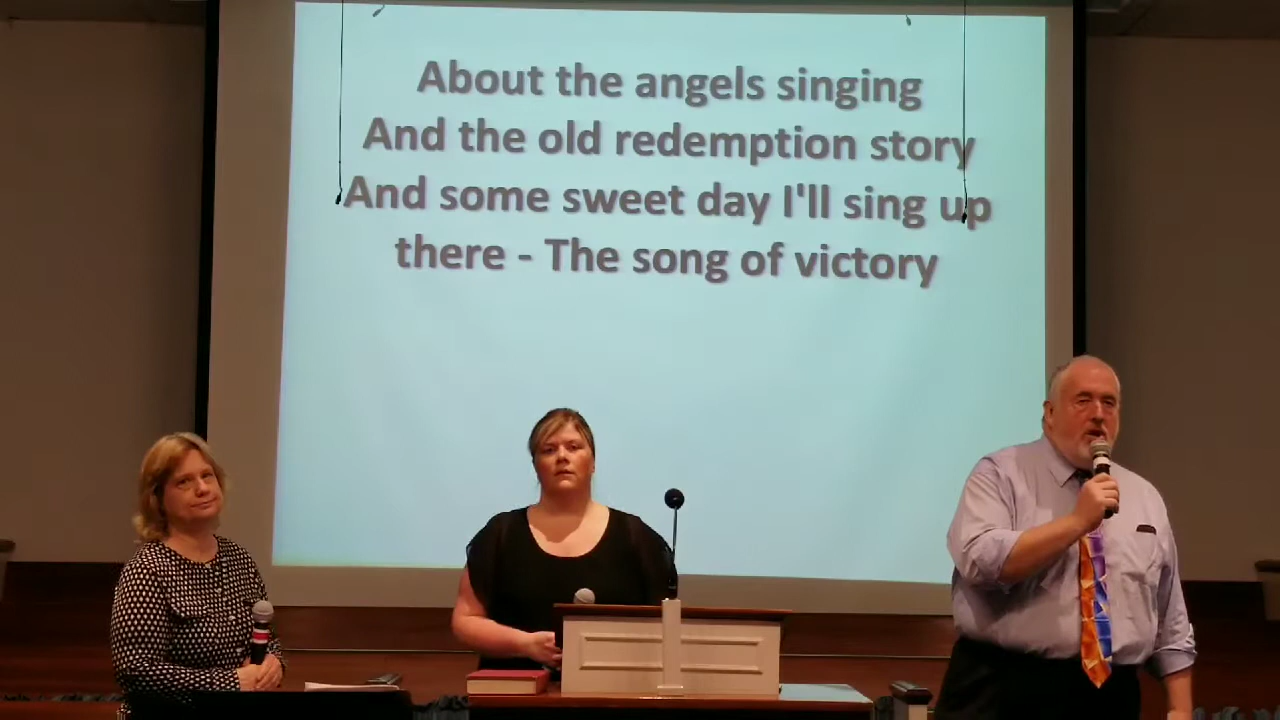 About the angels singing
And the old redemption story
And some sweet day I'll sing up
there - The song of victory